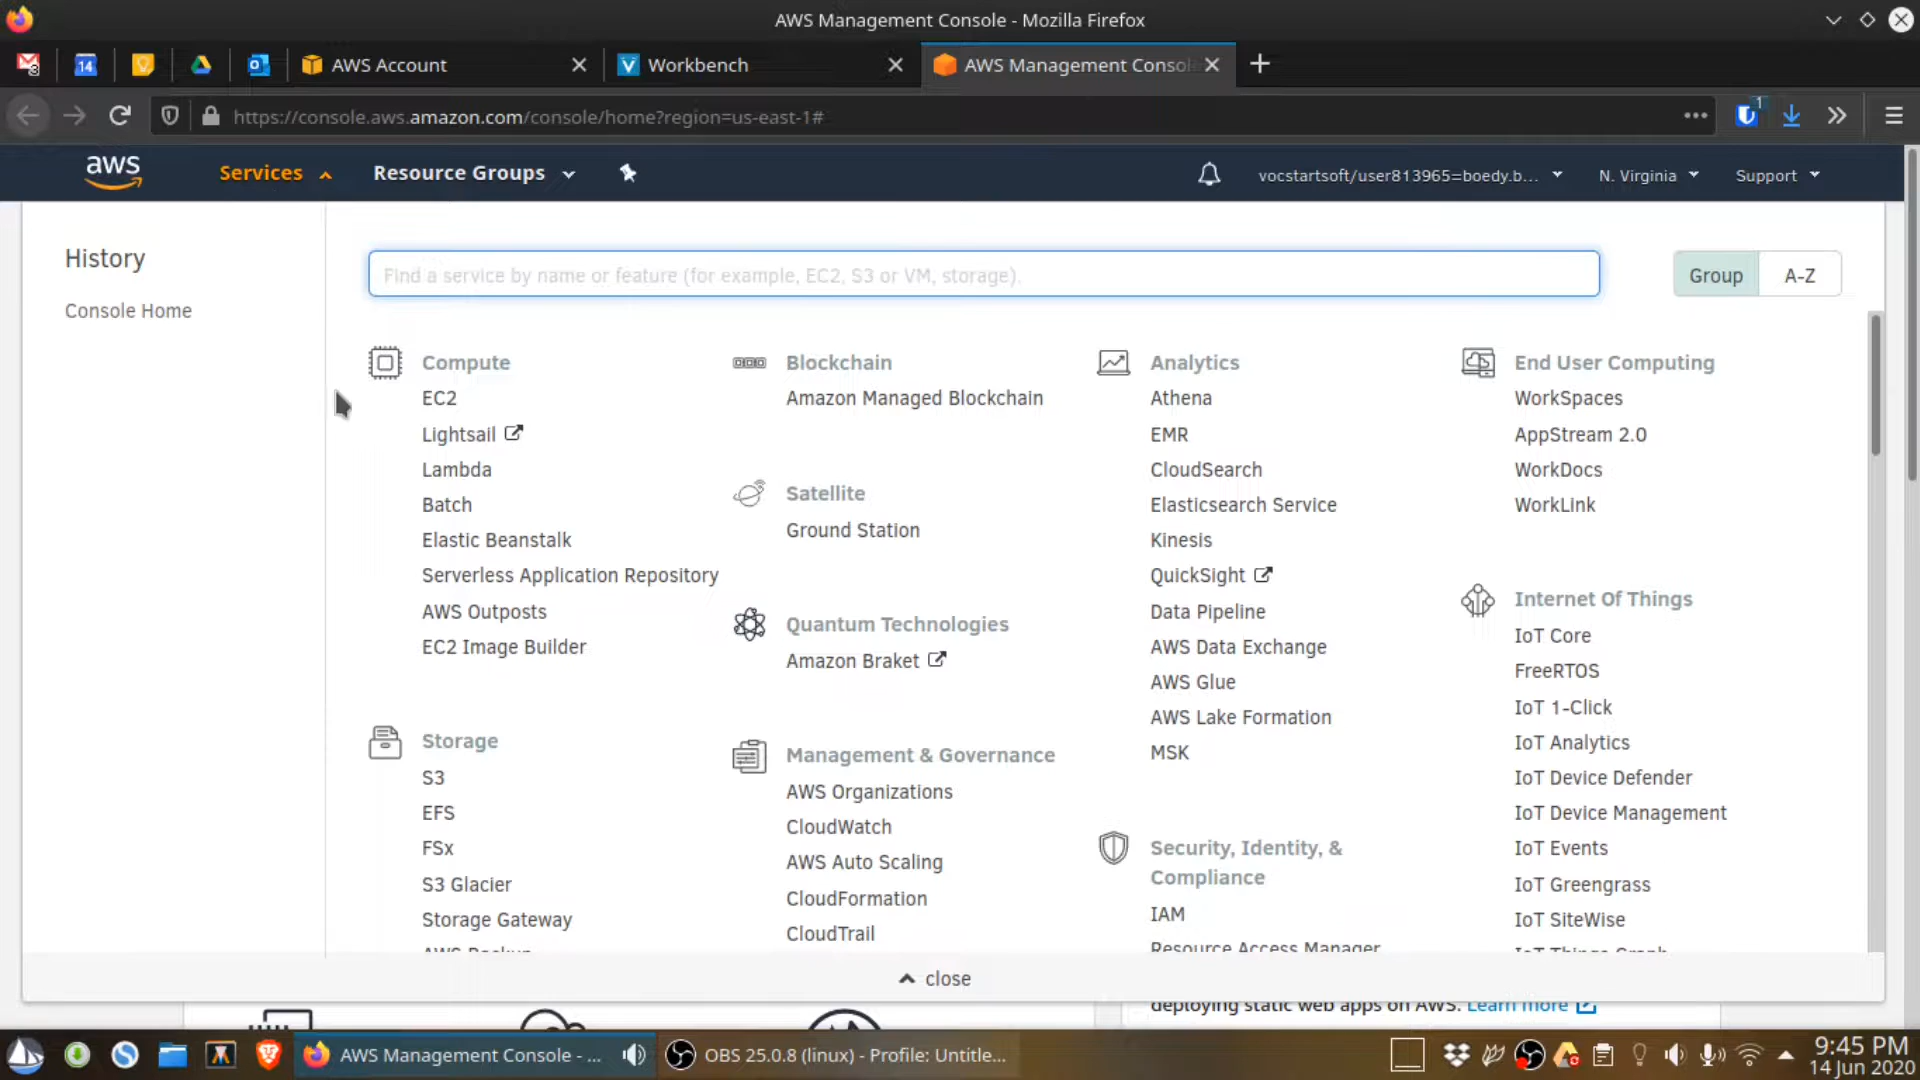 AWS Management Console - Mozilla Firefox
3
14
AWS Account
Workbench
AWS Management Consol
https://console.aws.amazon.com/console/home?region=us-east-1#
1
aws
Services
Resource Groups
vocstartsoft/user813965=boedy.b...
N. Virginia
Support
History
Console Home
Find a service by name or feature (for example, EC2, S3 or VM, storage).
Group
A-Z
Compute
EC2
Lightsail
Lambda
Batch
Elastic Beanstalk
Serverless Application Repository
AWS Outposts
EC2 Image Builder
Storage
S3
EFS
FSx
S3 Glacier
Storage Gateway
AWS Backup
Blockchain
Amazon Managed Blockchain
Satellite
Ground Station
Quantum Technologies
Amazon Braket
Management & Governance
AWS Organizations
CloudWatch
AWS Auto Scaling
CloudFormation
CloudTrail
Analytics
Athena
EMR
CloudSearch
Elasticsearch Service
Kinesis
QuickSight
Data Pipeline
AWS Data Exchange
AWS Glue
AWS Lake Formation
MSK
Security, Identity, &
Compliance
IAM
Resource Access Manager
End User Computing
WorkSpaces
AppStream 2.0
WorkDocs
WorkLink
Internet Of Things
IoT Core
FreeRTOS
IoT 1-Click
IoT Analytics
IoT Device Defender
IoT Device Management
IoT Events
IoT Greengrass
IoT SiteWise
IoT Things Graph
close
deploying static web apps on AWS. Learn more
AWS Management Console - ...
OBS 25.0.8 (linux) - Profile: Untitle...
9:45 PM
14 Jun 2020